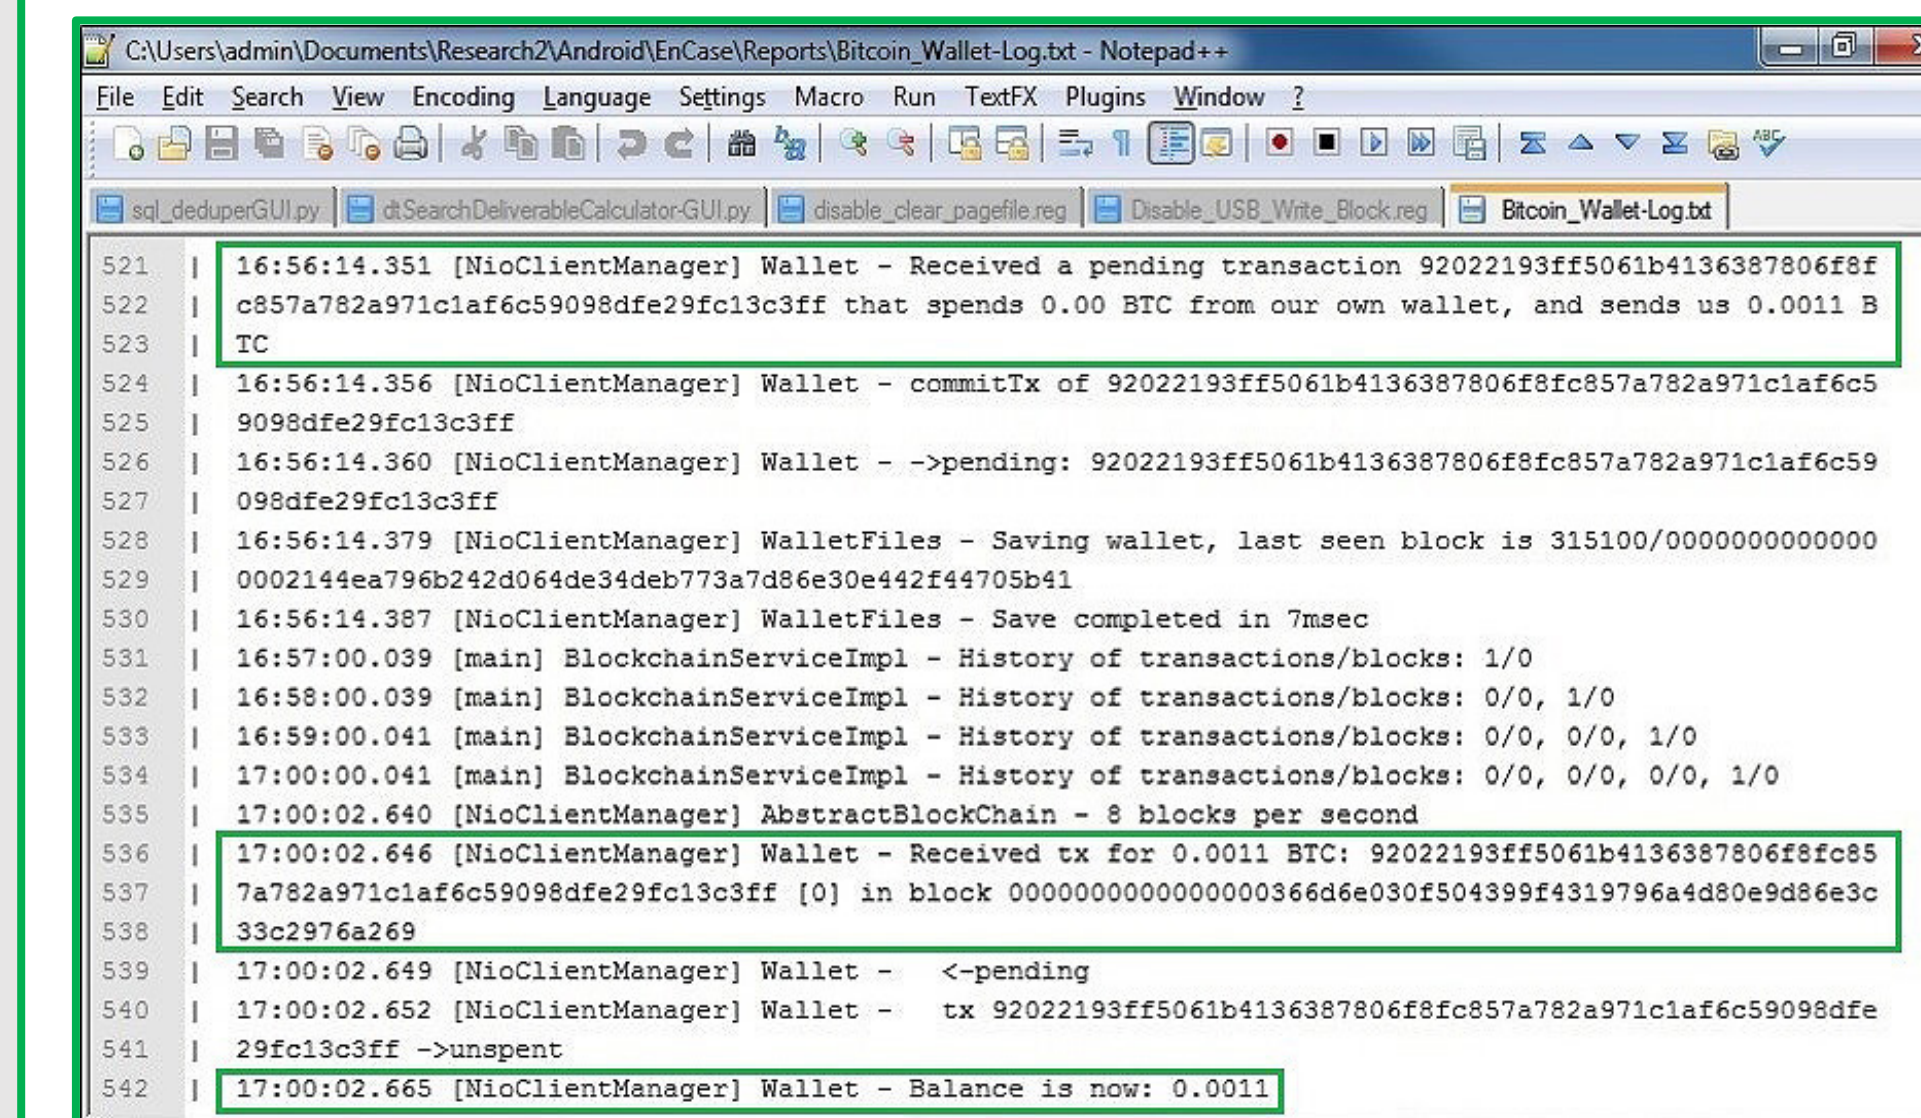 C:\Users\admin\Documents\Research2\Android\EnCase\Reports\Bitcoin_Wallet-Log.txt - Notepad++
File Edit Search View Encoding Language Settings Macro Run TextFX Plugins Window ?
sql_deduperGUI.py dtSearchDeliverableCalculator-GUI.py disable_clear_pagefile.reg Disable_USB_Write_Block.reg Bitcoin_Wallet-Log.txt
521 | 16:56:14.351 [NioClientManager] Wallet - Received a pending transaction 92022193ff5061b4136387806f8f
522 | c857a782a971c1af6c59098dfe29fc13c3ff that spends 0.00 BTC from our own wallet, and sends us 0.0011 B
523 | TC
524 | 16:56:14.356 [NioClientManager] Wallet - commitTx of 92022193ff5061b4136387806f8fc857a782a971c1af6c5
525 | 9098dfe29fc13c3ff
526 | 16:56:14.360 [NioClientManager] Wallet - ->pending: 92022193ff5061b4136387806f8fc857a782a971c1af6c59
527 | 098dfe29fc13c3ff
528 | 16:56:14.379 [NioClientManager] WalletFiles - Saving wallet, last seen block is 315100/0000000000000
529 | 0002144ea796b242d064de34deb773a7d86e30e442f44705b41
530 | 16:56:14.387 [NioClientManager] WalletFiles - Save completed in 7msec
531 | 16:57:00.039 [main] BlockchainServiceImpl - History of transactions/blocks: 1/0
532 | 16:58:00.039 [main] BlockchainServiceImpl - History of transactions/blocks: 0/0, 1/0
533 | 16:59:00.041 [main] BlockchainServiceImpl - History of transactions/blocks: 0/0, 0/0, 1/0
534 | 17:00:00.041 [main] BlockchainServiceImpl - History of transactions/blocks: 0/0, 0/0, 0/0, 1/0
535 | 17:00:02.640 [NioClientManager] AbstractBlockChain - 8 blocks per second
536 | 17:00:02.646 [NioClientManager] Wallet - Received tx for 0.0011 BTC: 92022193ff5061b4136387806f8fc85
537 | 7a782a971c1af6c59098dfe29fc13c3ff [0] in block 0000000000000000366d6e030f504399f4319796a4d80e9d86e3c
538 | 33c2976a269
539 | 17:00:02.649 [NioClientManager] Wallet -   <-pending
540 | 17:00:02.652 [NioClientManager] Wallet -   tx 92022193ff5061b4136387806f8fc857a782a971c1af6c59098dfe
541 | 29fc13c3ff ->unspent
542 | 17:00:02.665 [NioClientManager] Wallet - Balance is now: 0.0011